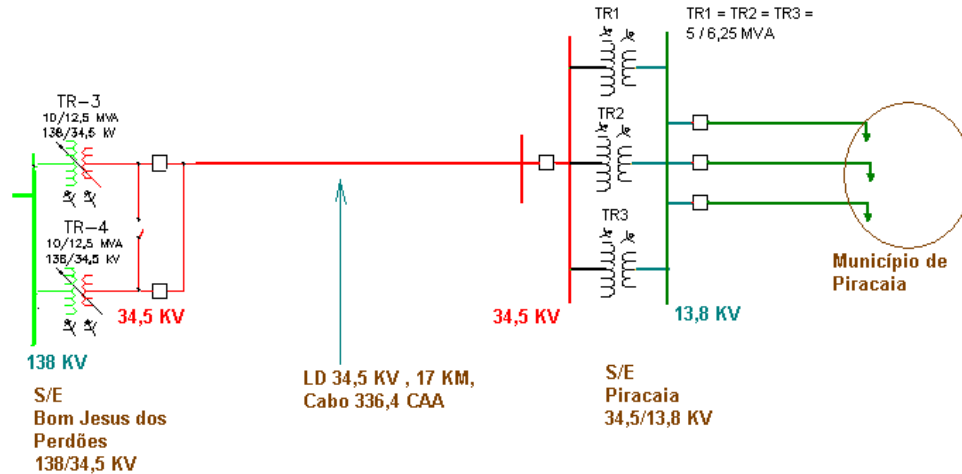 TR-3
10/12,5 MVA
138/34,5 kV
TR-4
10/12,5 MVA
138/34,5 kV
138 KV
34,5 KV
S/E
Bom Jesus dos
Perdões
138/34,5 KV
LD 34,5 KV , 17 KM,
Cabo 336,4 CAA
TR1
TR2
TR3
TR1 = TR2 = TR3 =
5 / 6,25 MVA
34,5 KV
13,8 KV
S/E
Piracaia
34,5/13,8 KV
Município de
Piracaia